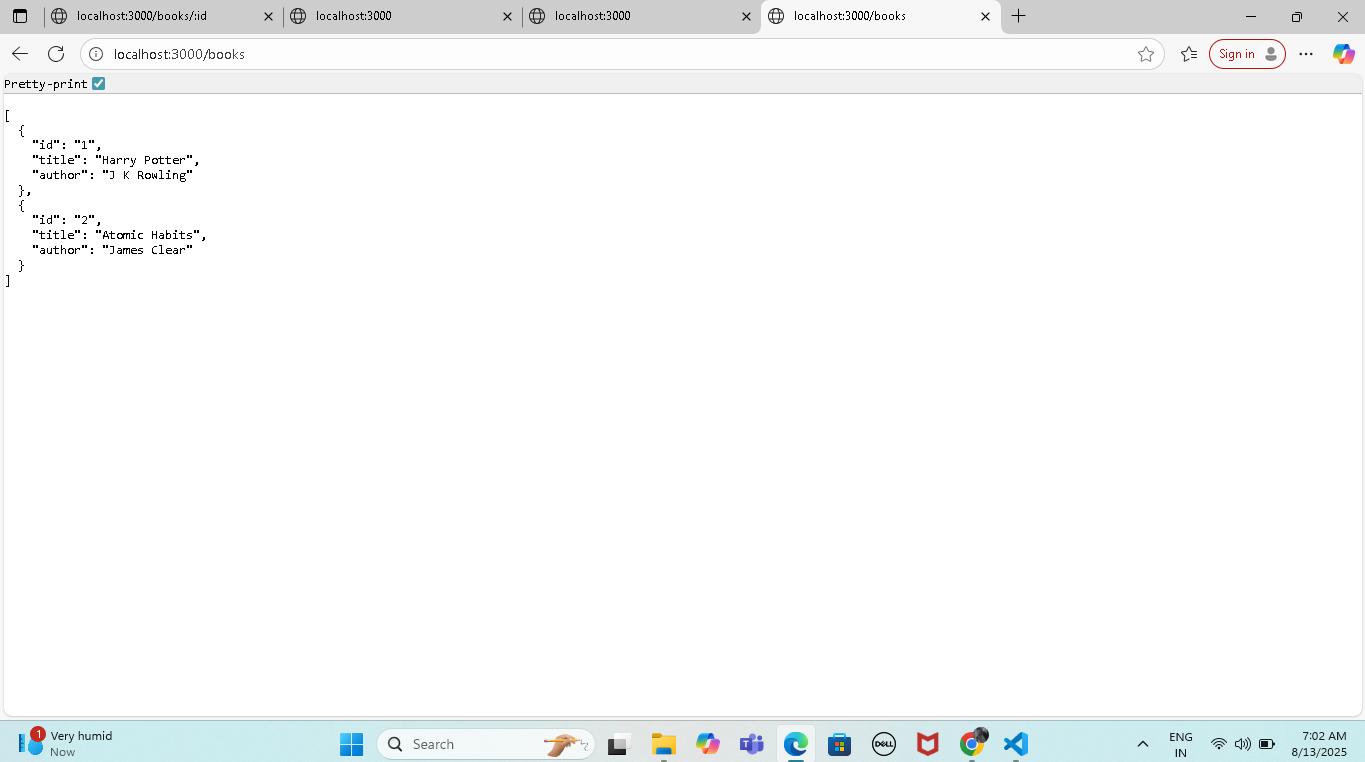 localhost:3000/books/:id
localhost:3000
localhost:3000
localhost:3000/books
localhost:3000/books
Sign in
Pretty-print
[
  {
    "id": "1",
    "title": "Harry Potter",
    "author": "J K Rowling"
  },
  {
    "id": "2",
    "title": "Atomic Habits",
    "author": "James Clear"
  }
]
1
Very humid
Now
Search
DELL
ENG
IN
7:02 AM
8/13/2025